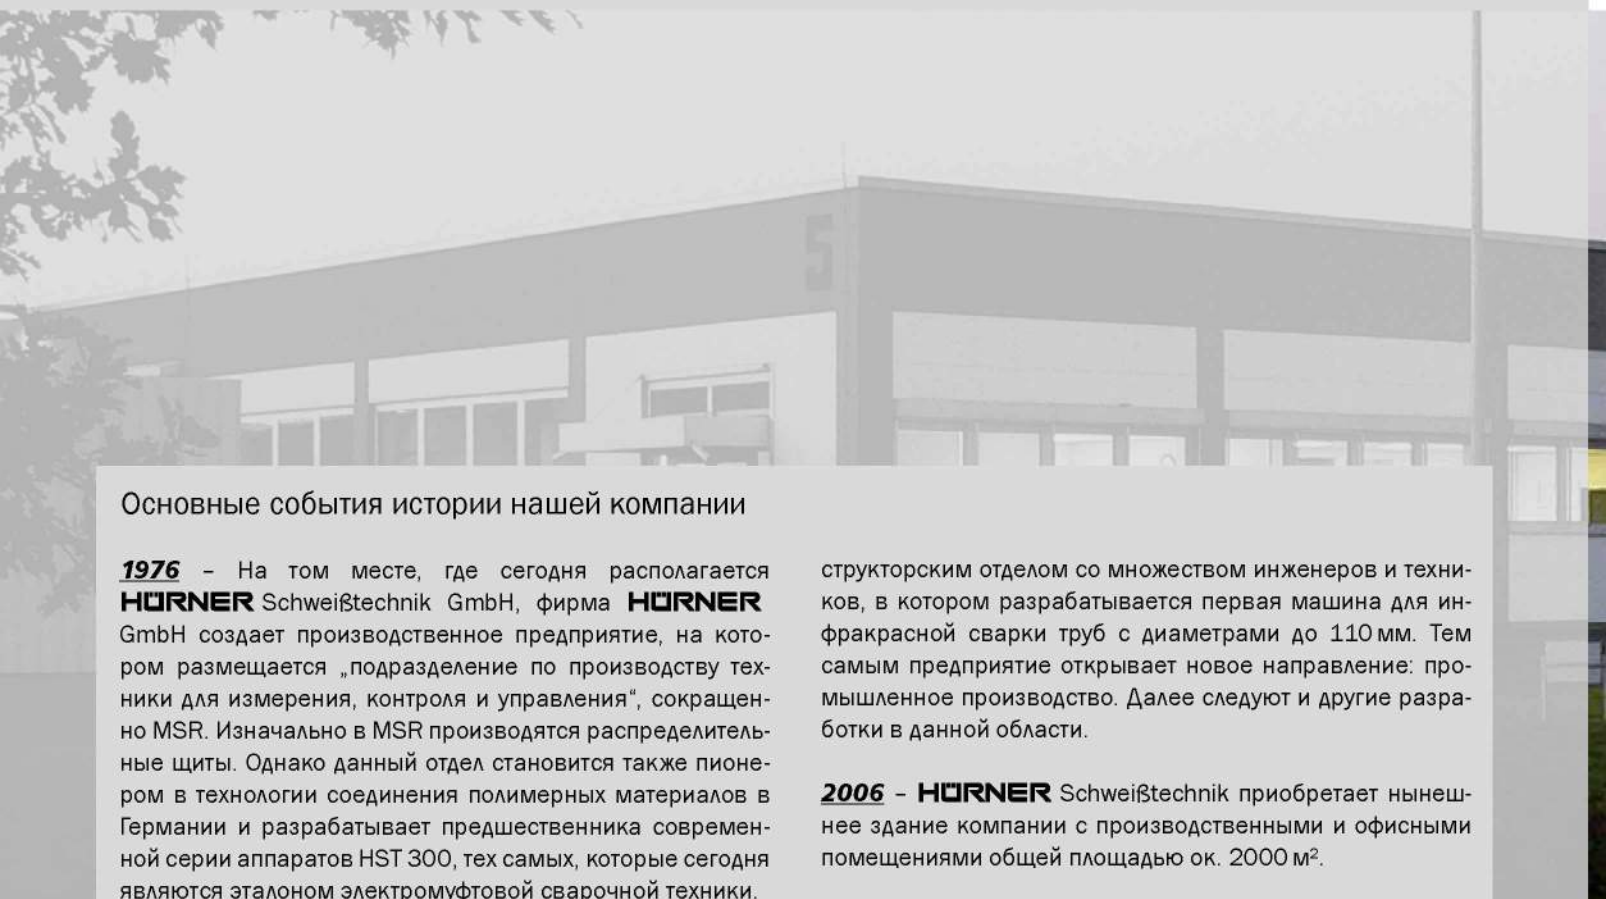 5
Основные события истории нашей компании
1976 – На том месте, где сегодня располагается
HÜRNER Schweißtechnik GmbH, фирма HÜRNER
GmbH создает производственное предприятие, на кото-
ром размещается „подразделение по производству тех-
ники для измерения, контроля и управления“, сокращен-
но MSR. Изначально в MSR производятся распределитель-
ные щиты. Однако данный отдел становится также пионе-
ром в технологии соединения полимерных материалов в
Германии и разрабатывает предшественника современ-
ной серии аппаратов HST 300, тех самых, которые сегодня
являются эталоном электромуфтовой сварочной техники.
структорским отделом со множеством инженеров и техни-
ков, в котором разрабатывается первая машина для ин-
фракрасной сварки труб с диаметрами до 110 мм. Тем
самым предприятие открывает новое направление: про-
мышленное производство. Далее следуют и другие разра-
ботки в данной области.
2006 – HÜRNER Schweißtechnik приобретает нынеш-
нее здание компании с производственными и офисными
помещениями общей площадью ок. 2000 м².